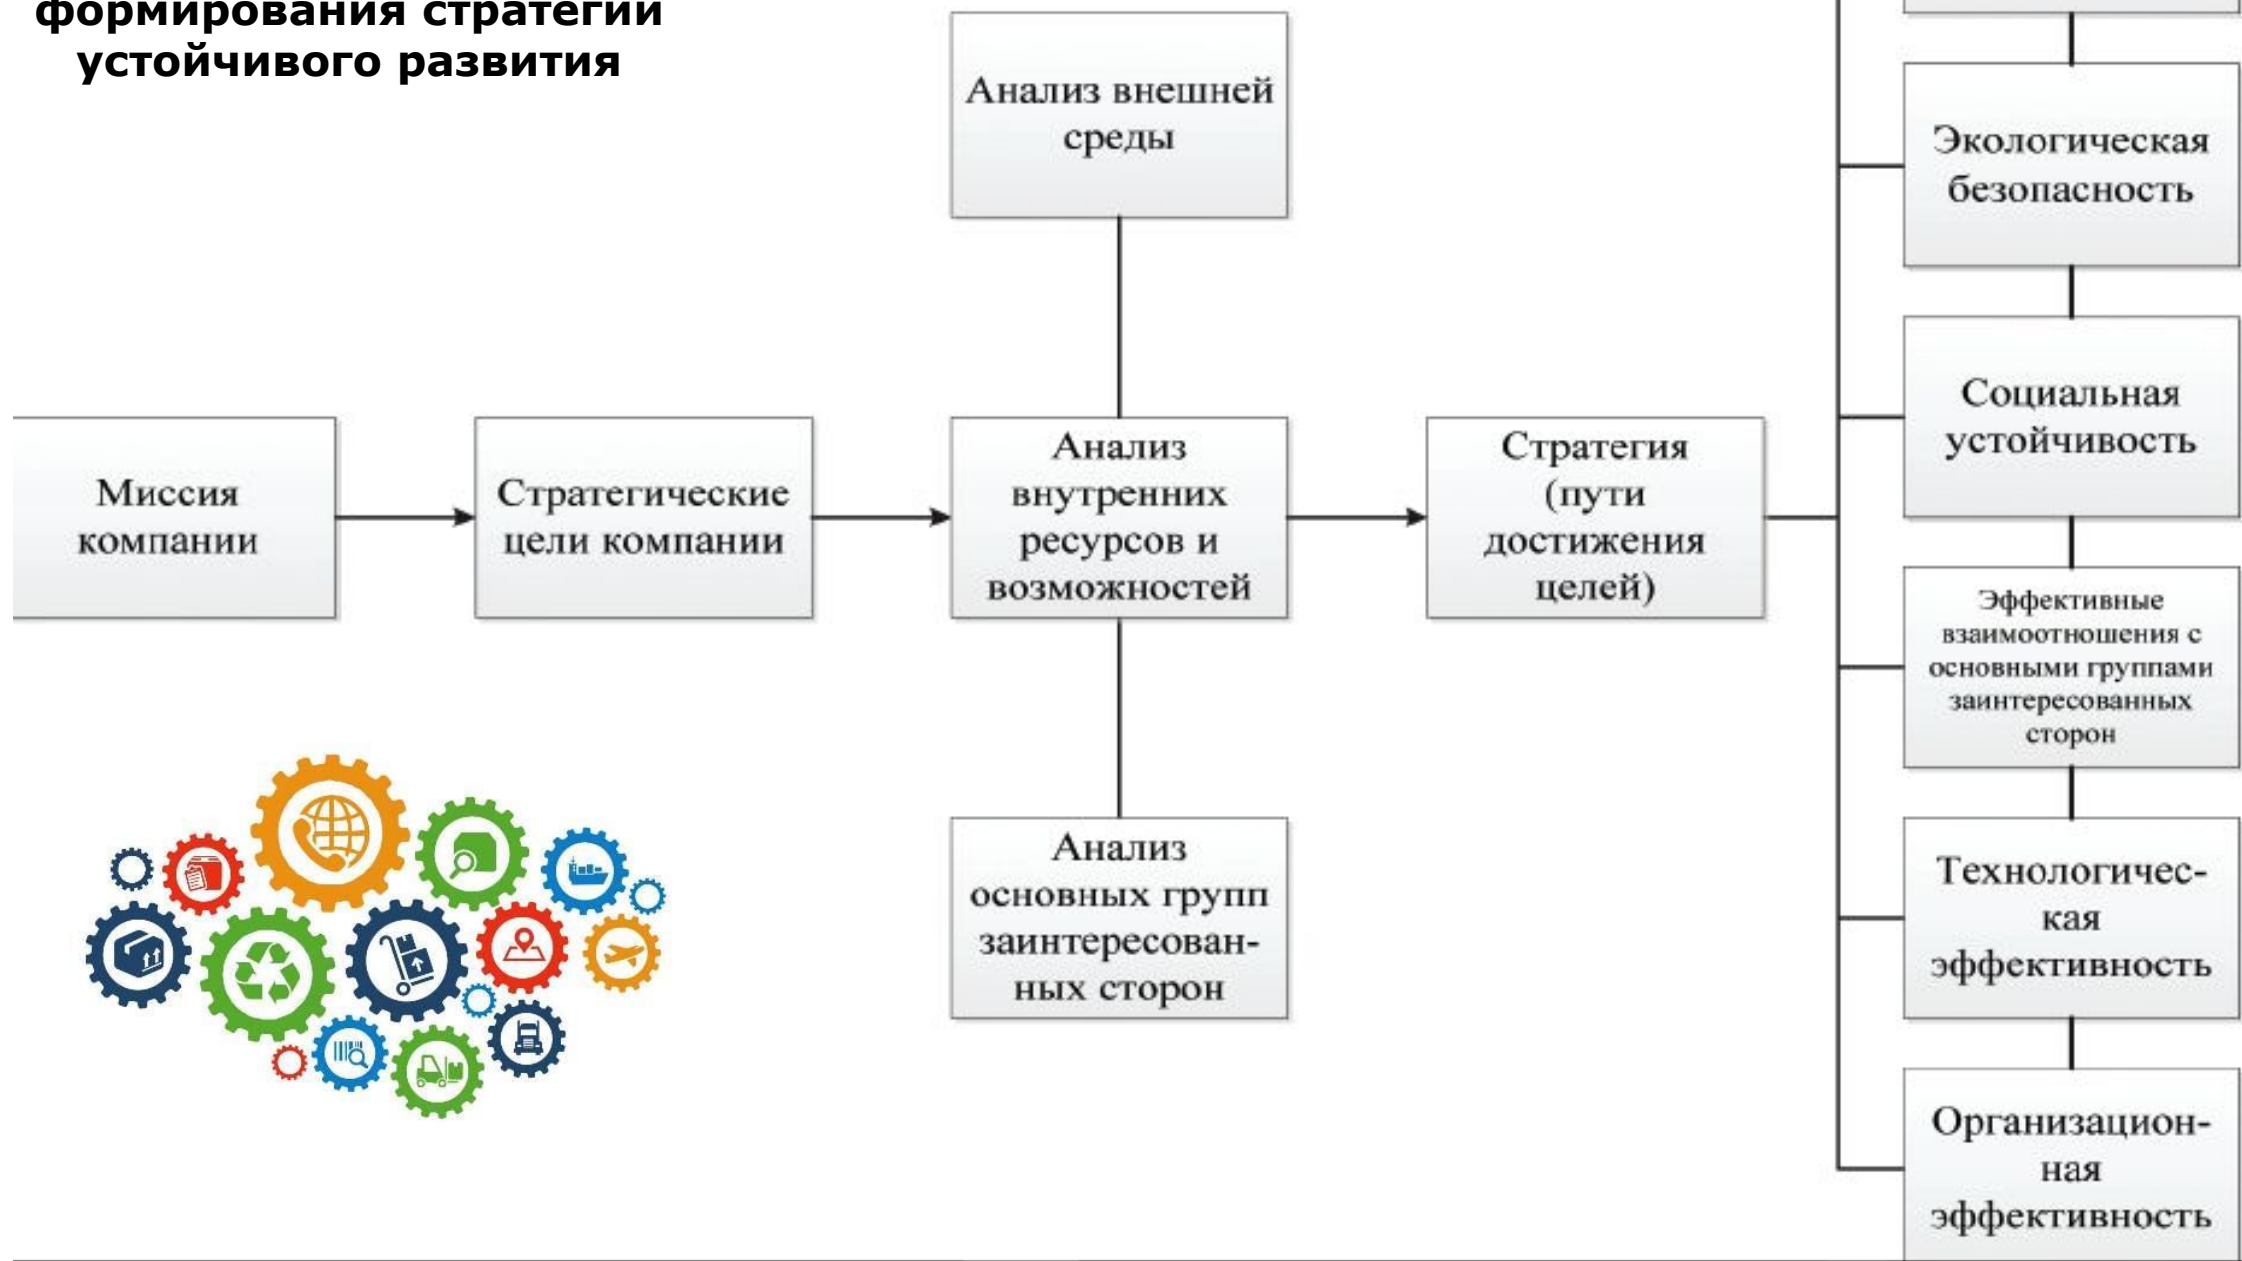 формирования стратегии
устойчивого развития
Анализ внешней
среды
Миссия
компании
Стратегические
цели компании
Анализ
внутренних
ресурсов и
возможностей
Стратегия
(пути
достижения
целей)
Анализ
основных групп
заинтересован-
ных сторон
Экологическая
безопасность
Социальная
устойчивость
Эффективные
взаимоотношения с
основными группами
заинтересованных
сторон
Технологичес-
кая
эффективность
Организацион-
ная
эффективность